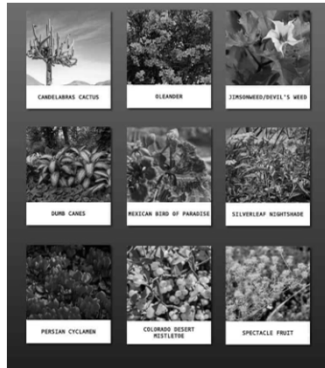 CANDELABRAS CACTUS
OLEANDER
JIMSONWEED/DEVIL'S WEED
DUMB CANES
MEXICAN BIRD OF PARADISE
SILVERLEAF NIGHTSHADE
PERSIAN CYCLAMEN
COLORADO DESERT
MISTLETOE
SPECTACLE FRUIT